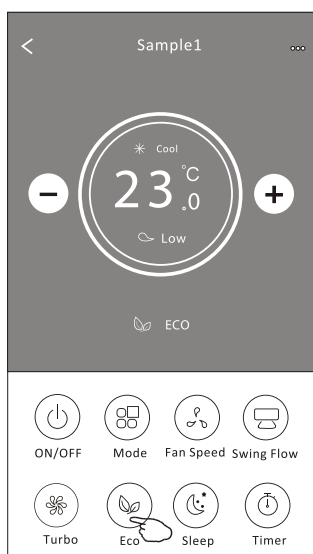 Sample1
Cool
23.0 °C
Low
ECO
ON/OFF Mode Fan Speed Swing Flow
Turbo Eco Sleep Timer